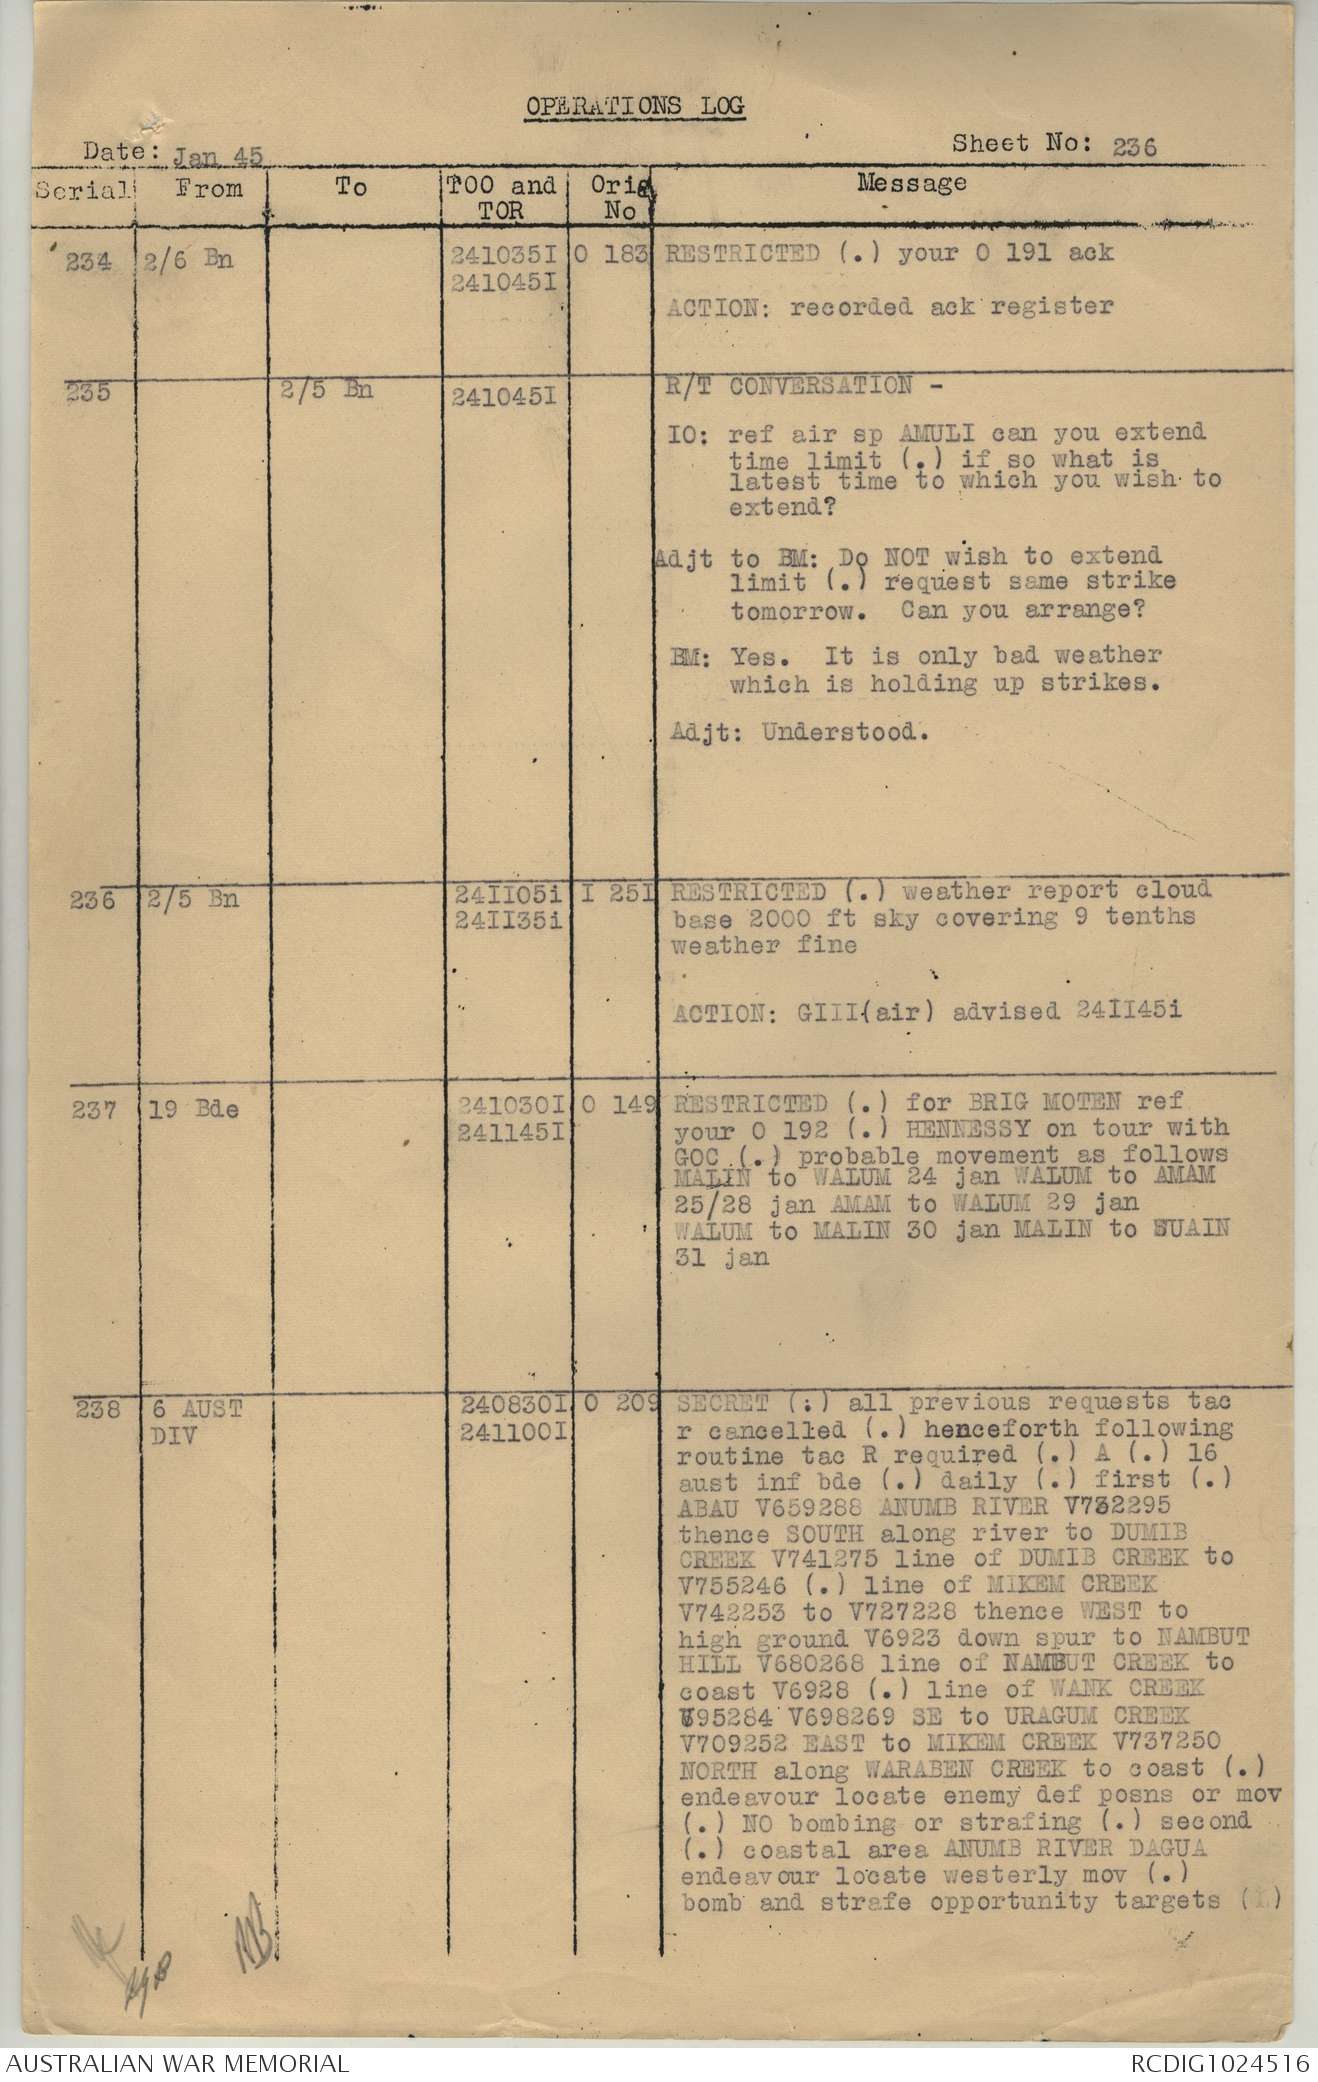 OPERATIONS LOG
Date: Jan 45
Sheet No: 236
Serial From To TOO and TOR Orig No Message
234 2/6 Bn 241035I O 183 RESTRICTED (.) your O 191 ack
241045I
ACTION: recorded ack register
235 2/5 Bn 241045I R/T CONVERSATION -
IO: ref air sp AMULI can you extend
time limit (.) if so what is
latest time to which you wish to
extend?
Adjt to BM: Do NOT wish to extend
limit (.) request same strike
tomorrow. Can you arrange?
BM: Yes. It is only bad weather
which is holding up strikes.
Adjt: Understood.
236 2/5 Bn 24II05i I 25I RESTRICTED (.) weather report cloud
24II35i base 2000 ft sky covering 9 tenths
weather fine
ACTION: GIII(air) advised 24II45i
237 19 Bde 241030I O 149 RESTRICTED (.) for BRIG MOTEN ref
241145I your O 192 (.) HENNESSY on tour with
GOC (.) probable movement as follows
MALIN to WALUM 24 jan WALUM to AMAM
25/28 jan AMAM to WALUM 29 jan
WALUM to MALIN 30 jan MALIN to SUAIN
31 jan
238 6 AUST 240830I O 209 SECRET (:) all previous requests tac
DIV 241100I r cancelled (.) henceforth following
routine tac R required (.) A (.) 16
aust inf bde (.) daily (.) first (.)
ABAU V659288 ANUMB RIVER V732295
thence SOUTH along river to DUMIB
CREEK V741275 line of DUMIB CREEK to
V755246 (.) line of MIKEM CREEK
V742253 to V727228 thence WEST to
high ground V6923 down spur to NAMBUT
HILL V680268 line of NAMBUT CREEK to
coast V6928 (.) line of WANK CREEK
V95284 V698269 SE to URAGUM CREEK
V709252 EAST to MIKEM CREEK V737250
NORTH along WARABEN CREEK to coast (.)
endeavour locate enemy def posns or mov
(.) NO bombing or strafing (.) second
(.) coastal area ANUMB RIVER DAGUA
endeavour locate westerly mov (.)
bomb and strafe opportunity targets (.)
AUSTRALIAN WAR MEMORIAL
RCDIG1024516